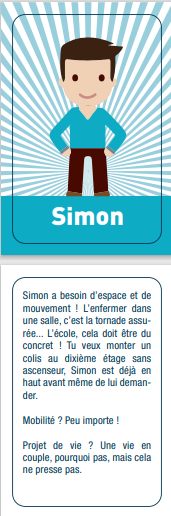 Simon
Simon a besoin d'espace et de
mouvement ! L'enfermer dans
une salle, c'est la tornade assu-
rée... L'école, cela doit être du
concret ! Tu veux monter un
colis au dixième étage sans
ascenseur, Simon est déjà en
haut avant même de lui deman-
der.
Mobilité ? Peu importe !
Projet de vie ? Une vie en
couple, pourquoi pas, mais cela
ne presse pas.